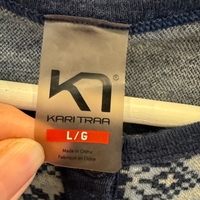 KARI TRAA
L/G
Made in China
Fabriqué en Chine